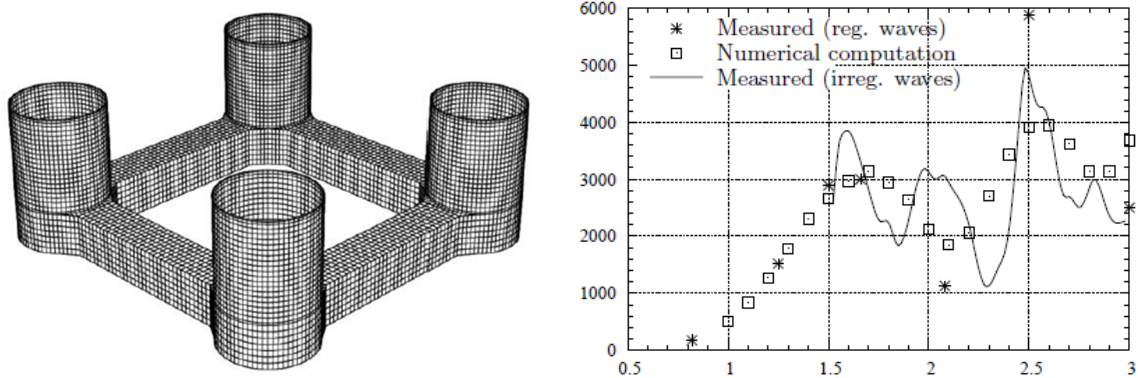 6000
Measured (reg. waves)
Numerical computation
5000
Measured (irreg. waves)
4000
3000
2000
1000
0
0.5 1 1.5 2 2.5 3